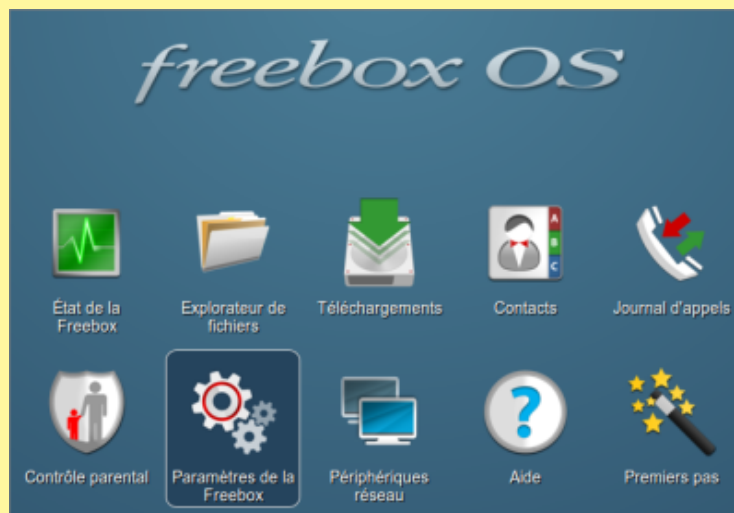 freebox OS
État de la
Freebox
Explorateur de
fichiers
Téléchargements
Contacts
A
B
C
Journal d'appels
Contrôle parental
Paramètres de la
Freebox
Périphériques
réseau
?
Aide
Premiers pas